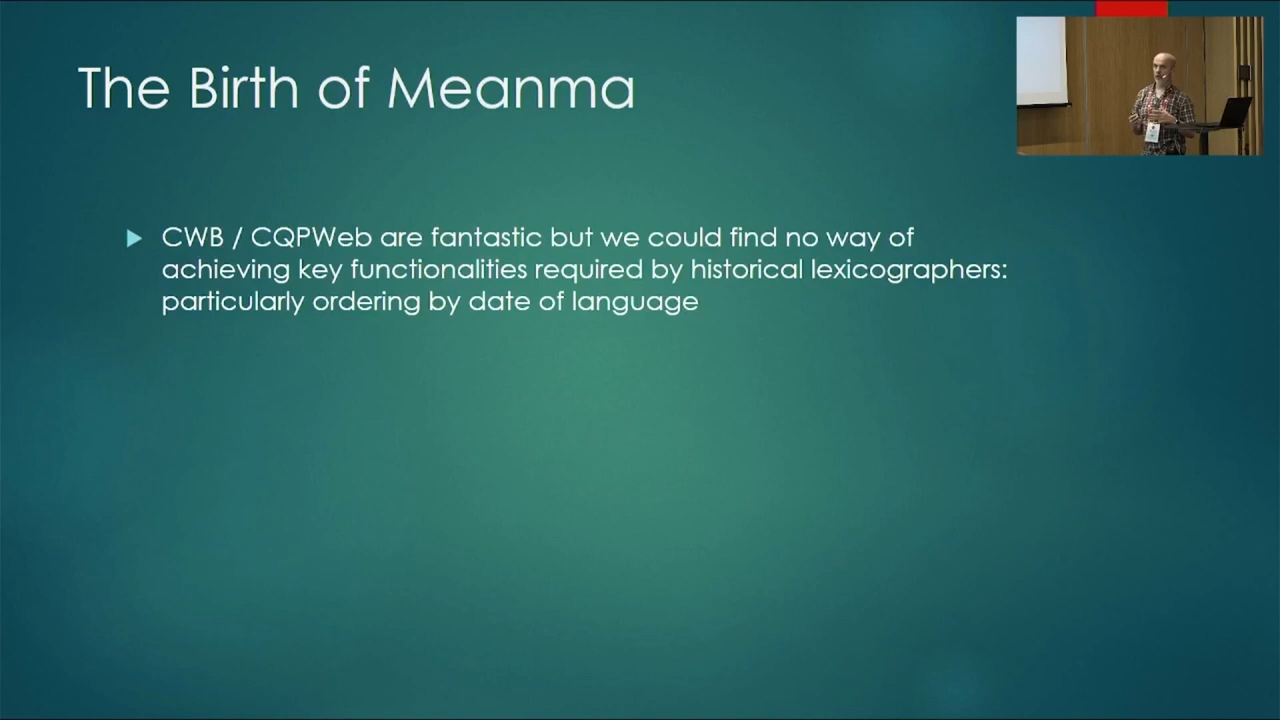 The Birth of Meanma
CWB / CQPWeb are fantastic but we could find no way of
achieving key functionalities required by historical lexicographers:
particularly ordering by date of language